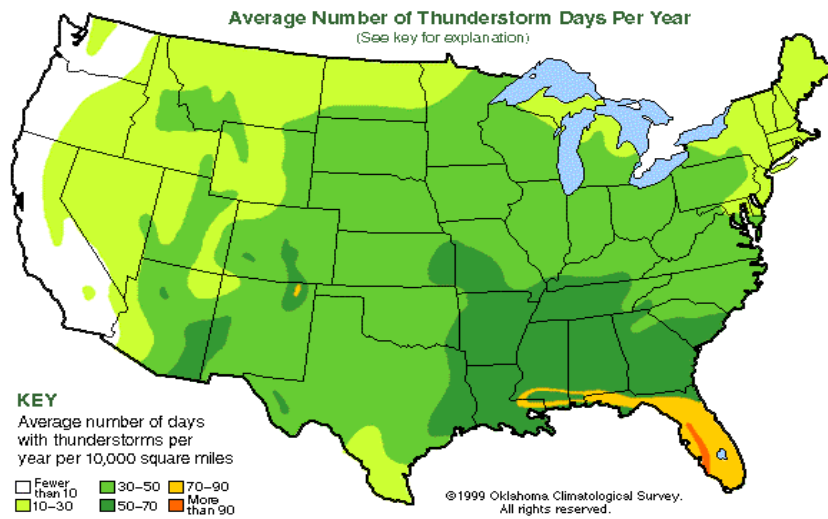 Average Number of Thunderstorm Days Per Year
(See key for explanation)
KEY
Average number of days
with thunderstorms per
year per 10,000 square miles
Fewer
than 10
30–50
70–90
10–30
50–70
More
than 90
©1999 Oklahoma Climatological Survey.
All rights reserved.